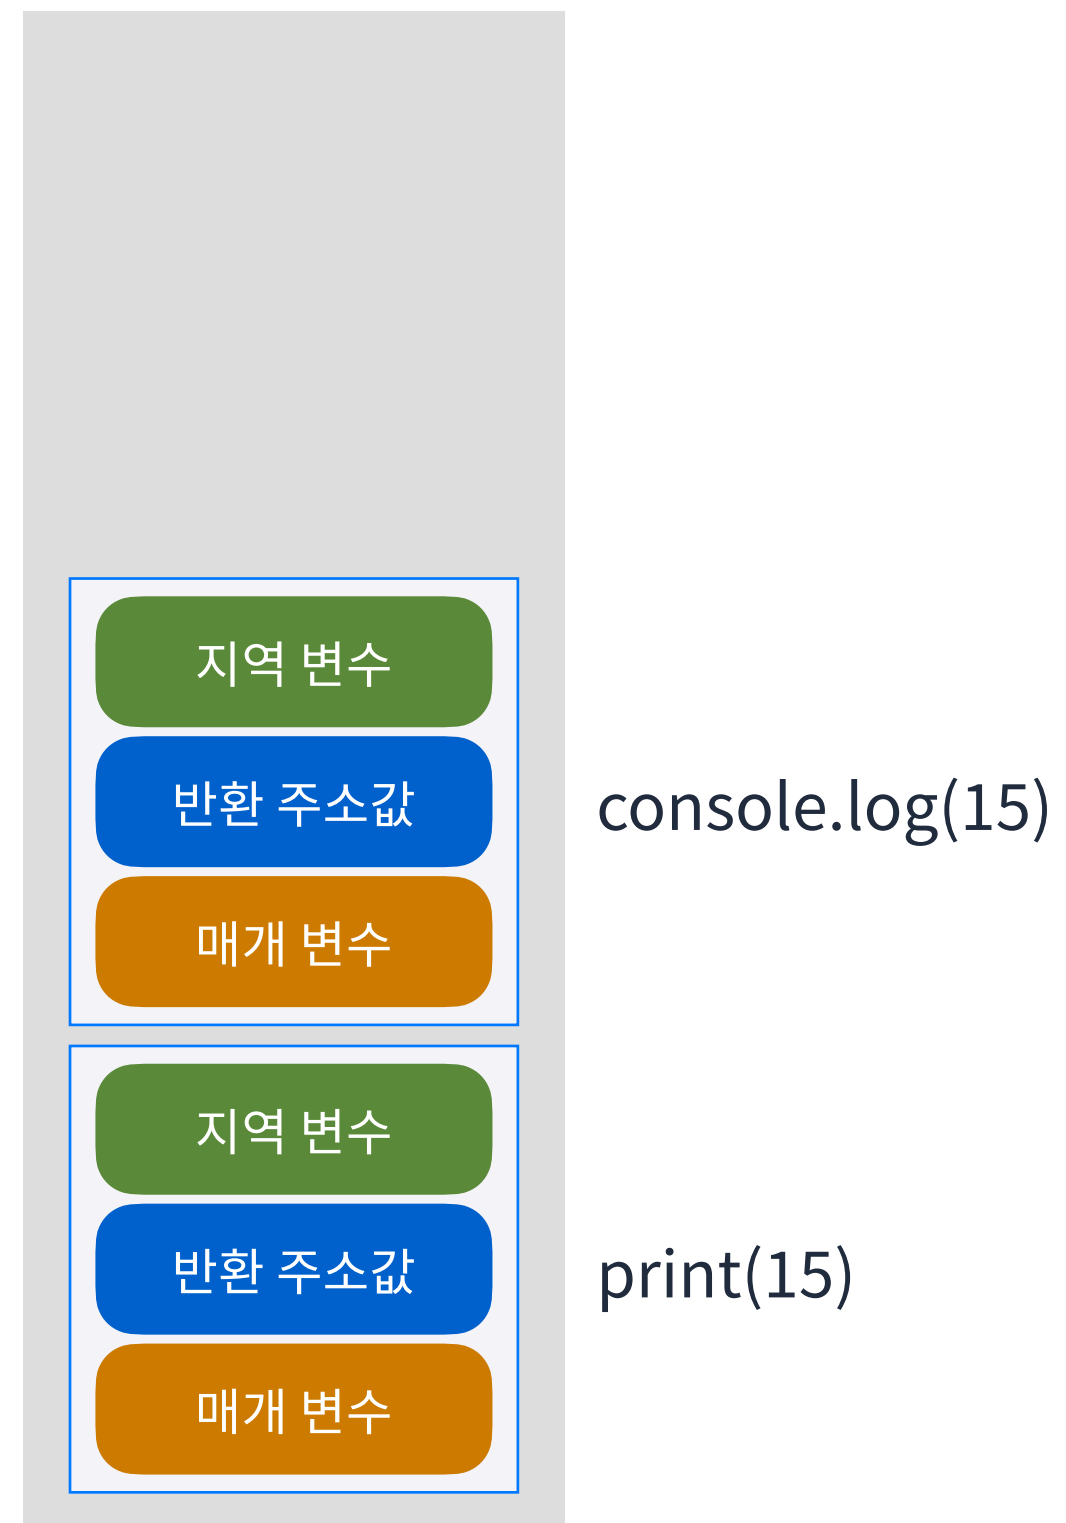 지역 변수
반환 주소값
console.log(15)
매개 변수
지역 변수
반환 주소값
print(15)
매개 변수